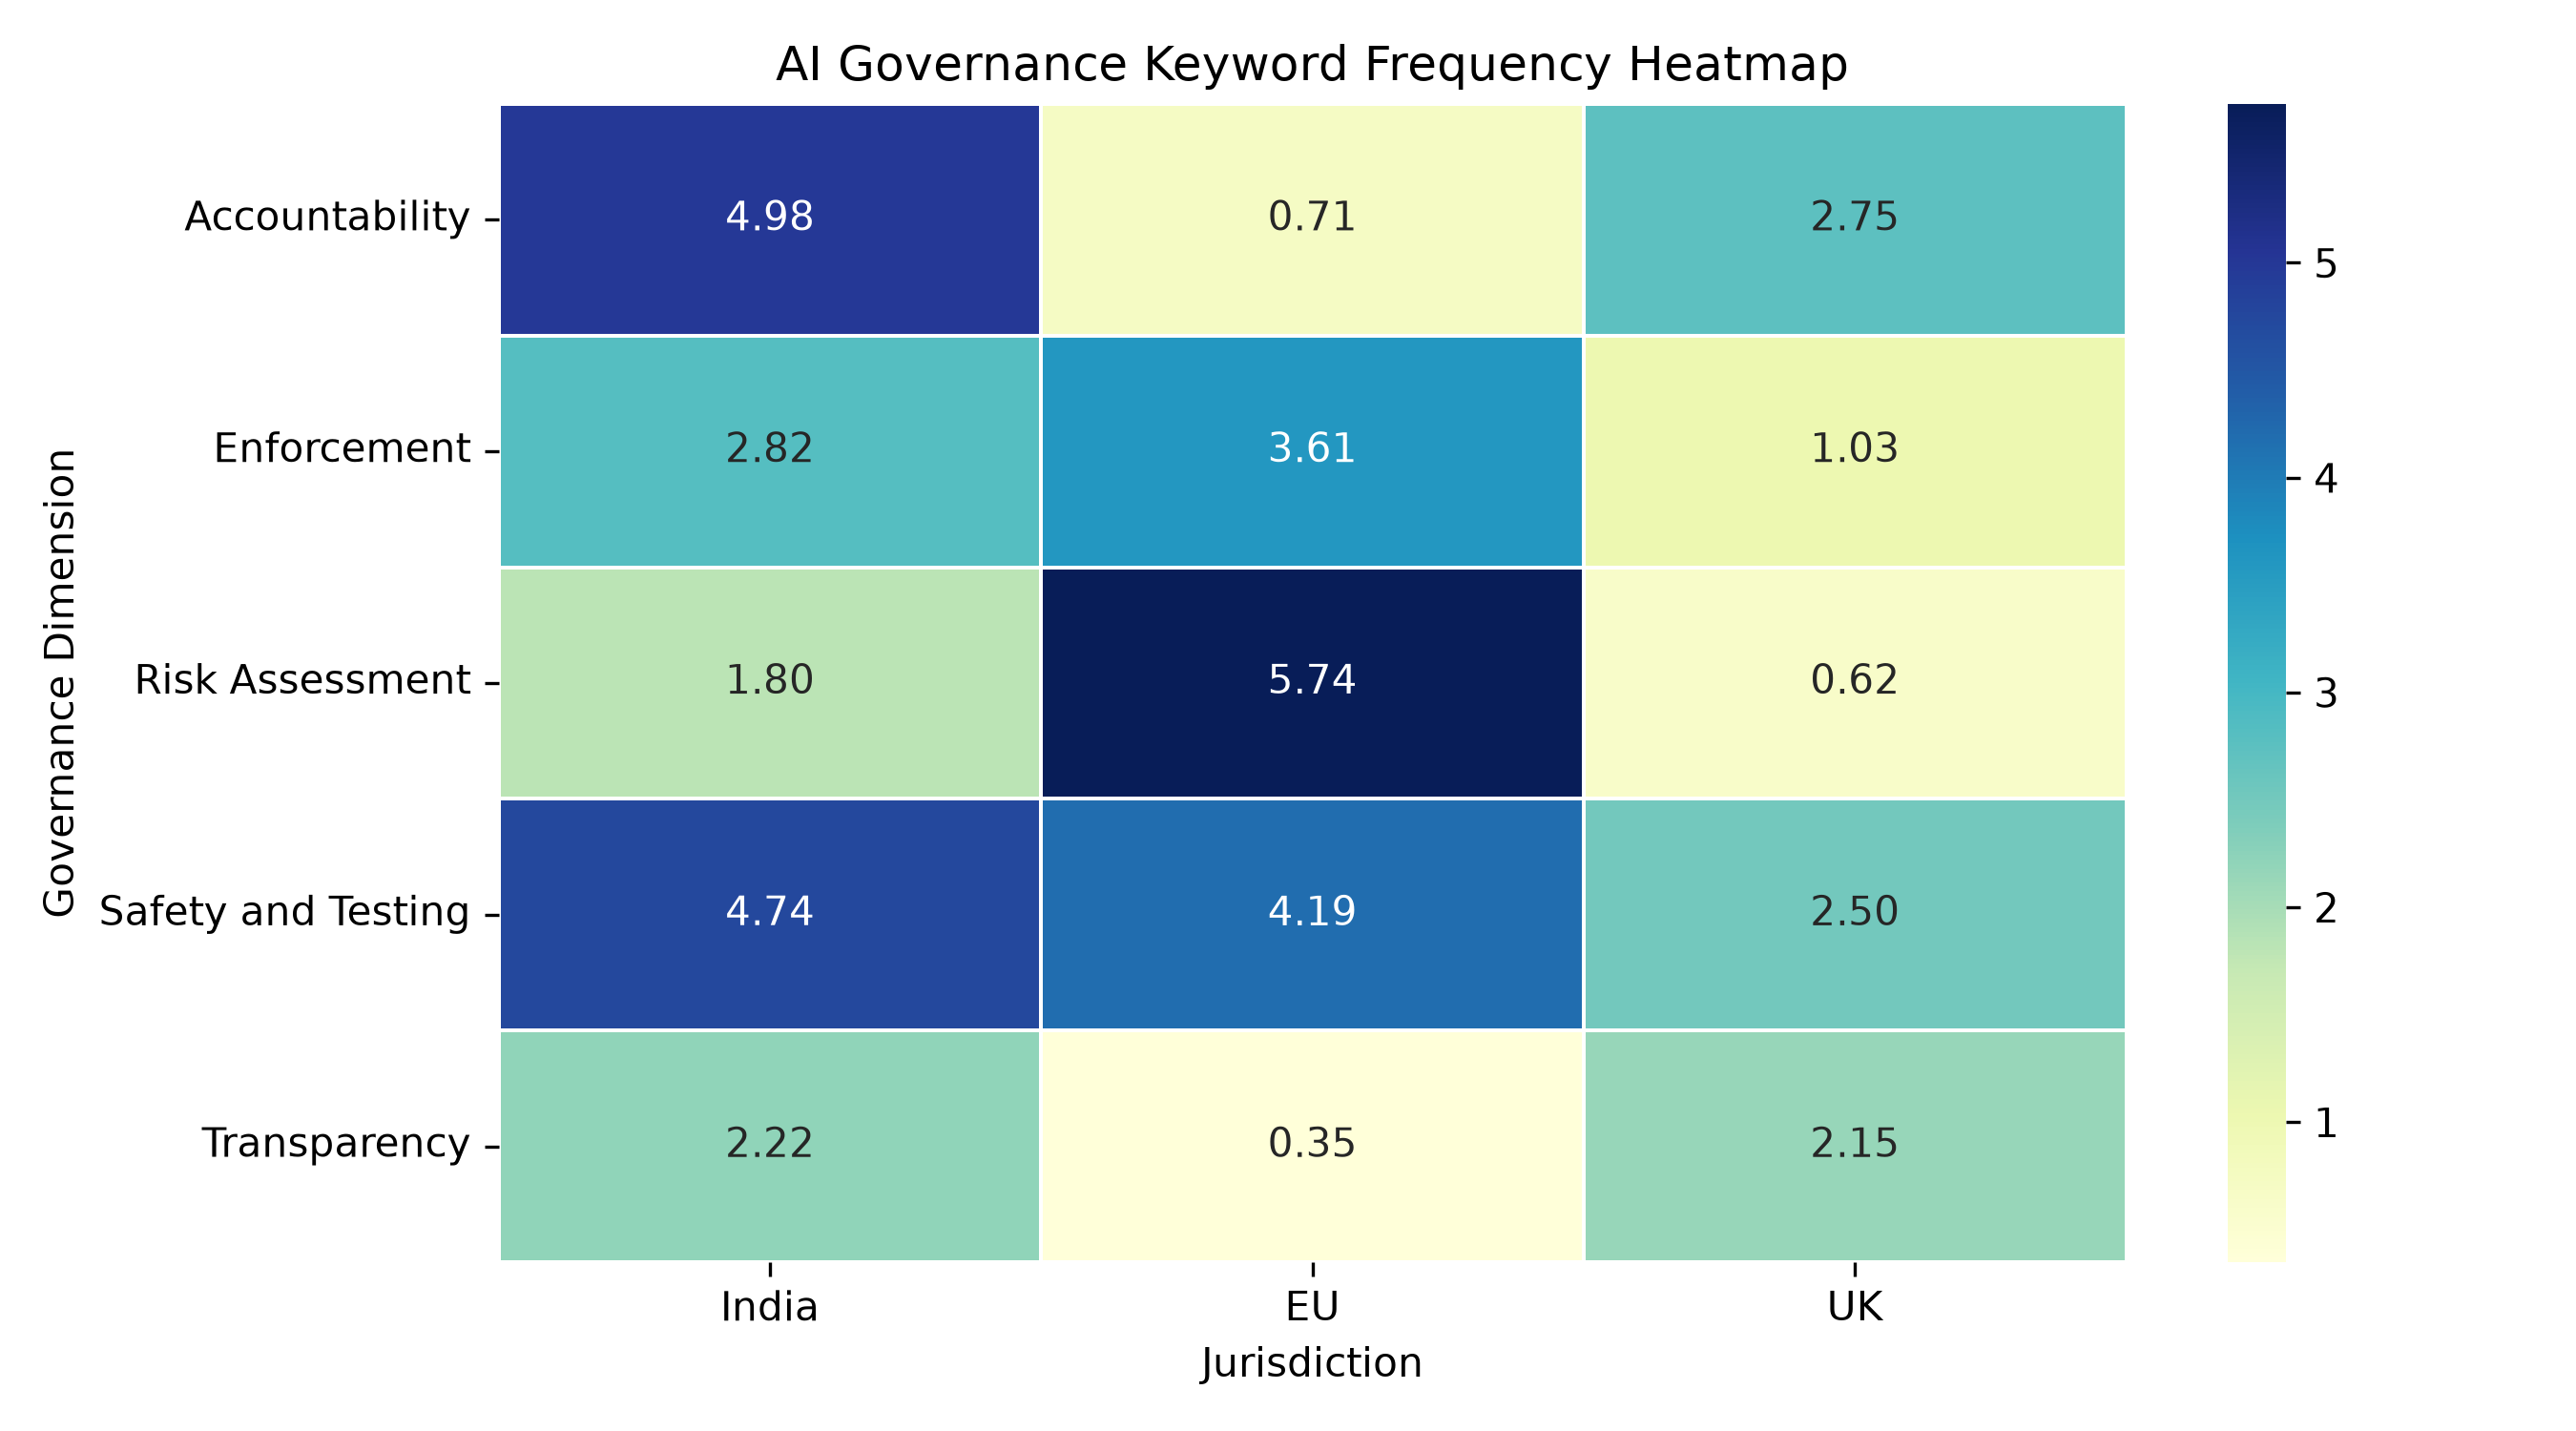 AI Governance Keyword Frequency Heatmap
Governance Dimension
Accountability 4.98 0.71 2.75
Enforcement 2.82 3.61 1.03
Risk Assessment 1.80 5.74 0.62
Safety and Testing 4.74 4.19 2.50
Transparency 2.22 0.35 2.15
India EU UK
Jurisdiction
5
4
3
2
1